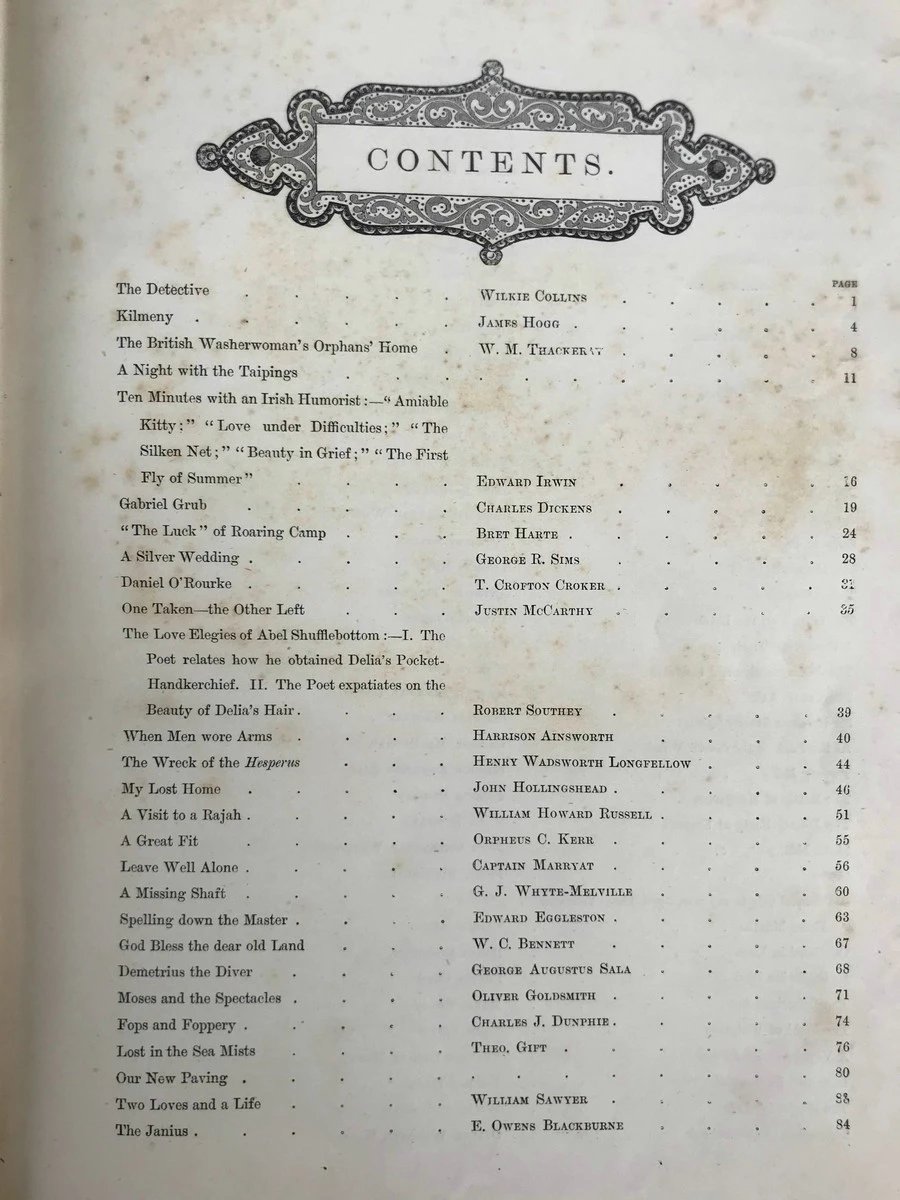 CONTENTS.
PAGE
The Detective . . . . . WILKIE COLLINS . . . . . 1
Kilmeny . . . . . . JAMES HOGG . . . . . . 4
The British Washerwoman's Orphans' Home . W. M. THACKERAY . . . . . 8
A Night with the Taipings . . . . . . . . . . 11
Ten Minutes with an Irish Humorist:—"Amiable
Kitty;" "Love under Difficulties;" "The
Silken Net;" "Beauty in Grief;" "The First
Fly of Summer" . . . . EDWARD IRWIN . . . . . 16
Gabriel Grub . . . . . CHARLES DICKENS . . . . . 19
"The Luck" of Roaring Camp . . . BRET HARTE . . . . . . 24
A Silver Wedding . . . . . GEORGE R. SIMS . . . . . 28
Daniel O'Rourke . . . . . T. CROFTON CROKER . . . . . 31
One Taken—the Other Left . . . JUSTIN MCCARTHY . . . . . 35
The Love Elegies of Abel Shufflebottom:—I. The
Poet relates how he obtained Delia's Pocket-
Handkerchief. II. The Poet expatiates on the
Beauty of Delia's Hair . . . . ROBERT SOUTHEY . . . . . 39
When Men wore Arms . . . . HARRISON AINSWORTH . . . . 40
The Wreck of the Hesperus . . . HENRY WADSWORTH LONGFELLOW . . . 44
My Lost Home . . . . . JOHN HOLLINGSHEAD . . . . . 46
A Visit to a Rajah . . . . . WILLIAM HOWARD RUSSELL . . . . 51
A Great Fit . . . . . ORPHEUS C. KERR . . . . . 55
Leave Well Alone . . . . . CAPTAIN MARRYAT . . . . . 56
A Missing Shaft . . . . . G. J. WHYTE-MELVILLE . . . . 60
Spelling down the Master . . . . EDWARD EGGLESTON . . . . . 63
God Bless the dear old Land . . . W. C. BENNETT . . . . . 67
Demetrius the Diver . . . . GEORGE AUGUSTUS SALA . . . . 68
Moses and the Spectacles . . . . OLIVER GOLDSMITH . . . . . 71
Fops and Foppery . . . . . CHARLES J. DUNPHIE . . . . . 74
Lost in the Sea Mists . . . . THEO. GIFT . . . . . . 76
Our New Paving . . . . . . . . . . . . 80
Two Loves and a Life . . . . WILLIAM SAWYER . . . . .
The Janius . . . . . . E. OWENS BLACKBURNE . . . . 84